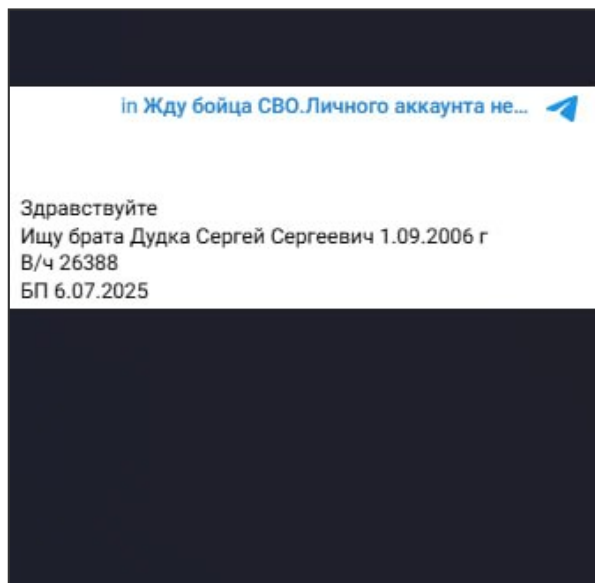 in Жду бойца СВО.Личного аккаунта не...
Здравствуйте
Ищу брата Дудка Сергей Сергеевич 1.09.2006 г
В/ч 26388
БП 6.07.2025